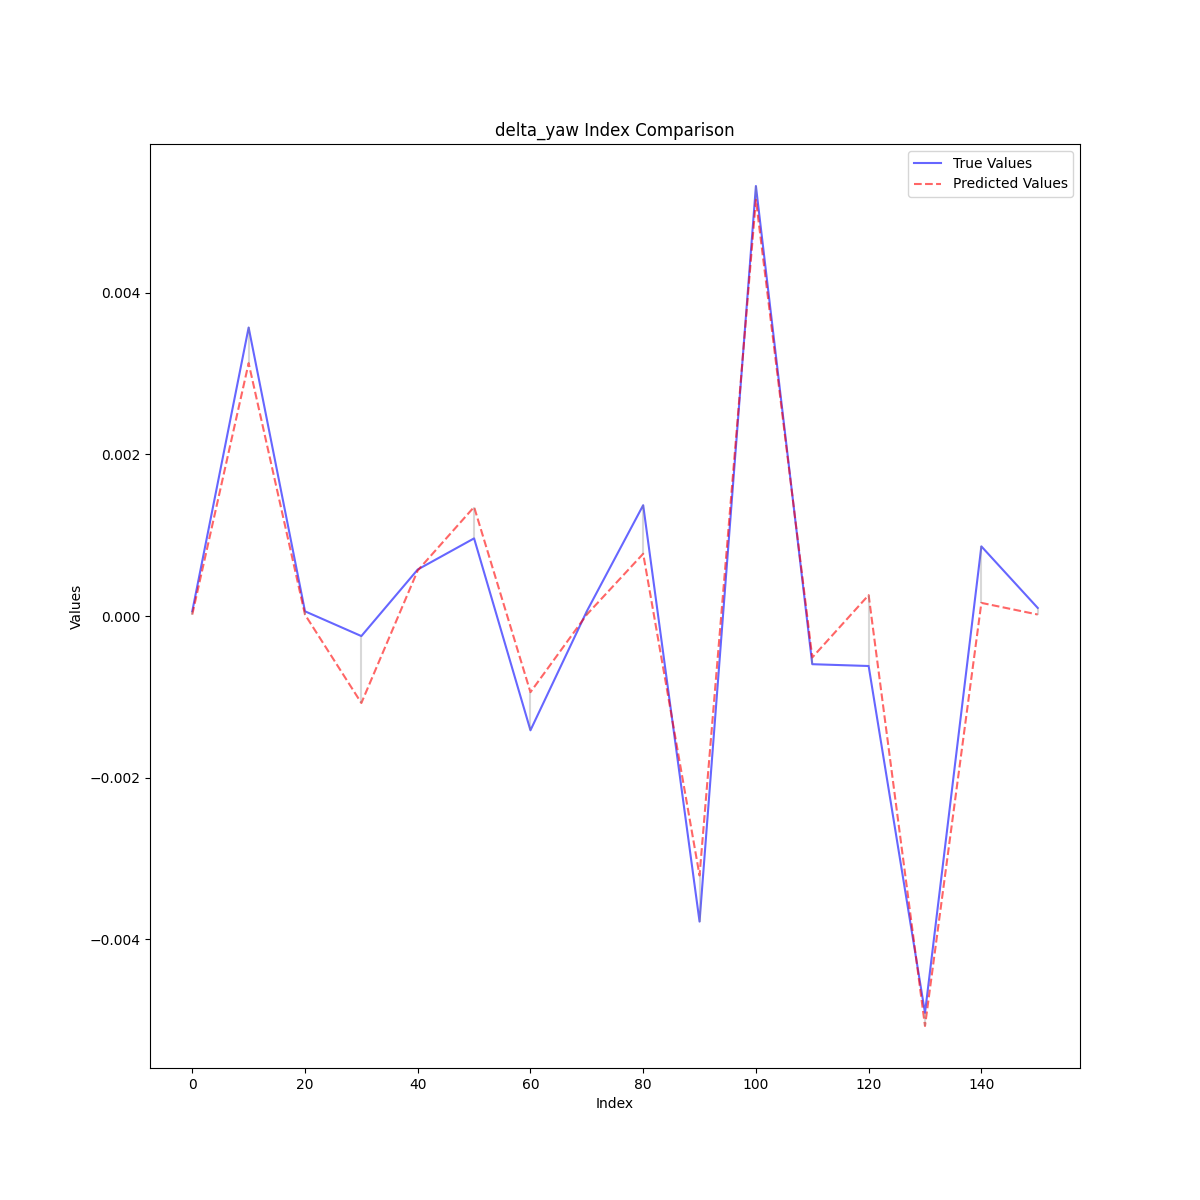 delta_yaw Index Comparison
True Values
Predicted Values
0.004
0.002
0.000
−0.002
−0.004
Values
0 20 40 60 80 100 120 140
Index